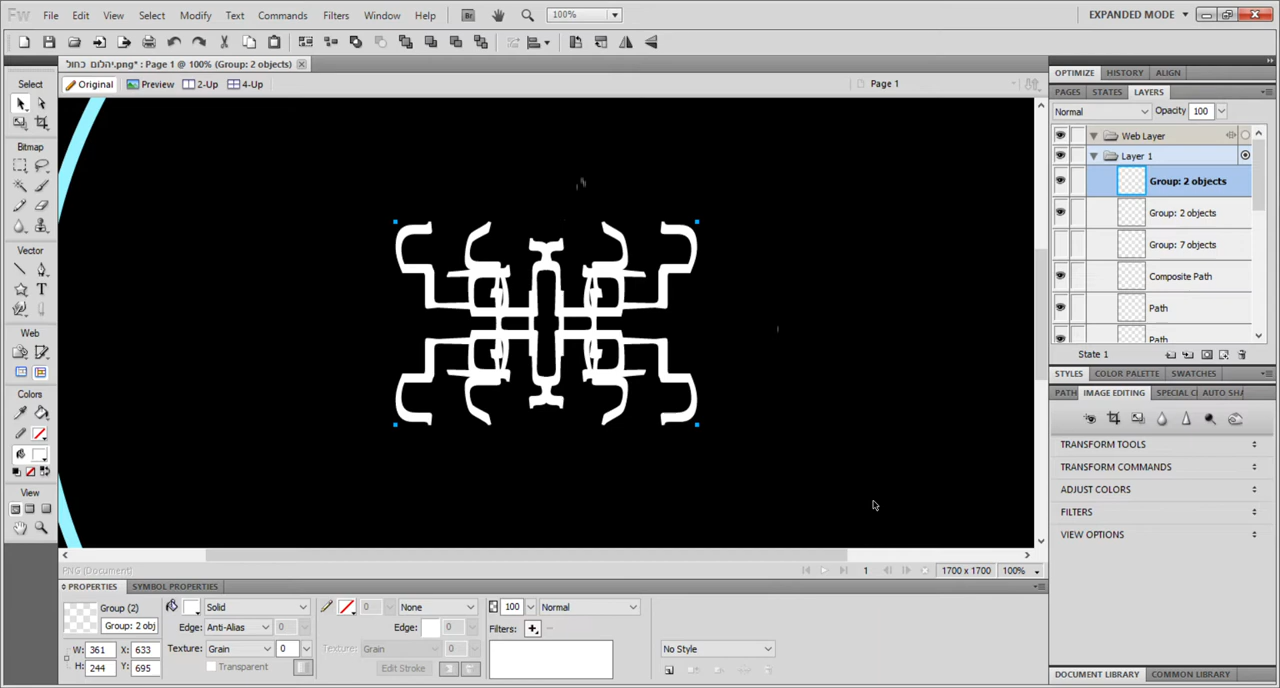 Fw File Edit View Select Modify Text Commands Filters Window Help Br 100% EXPANDED MODE
יהלום כחול.png* : Page 1 @ 100% (Group: 2 objects)
Original Preview 2-Up 4-Up Page 1
Select
Bitmap
Vector
T
Web
Colors
View
OPTIMIZE HISTORY ALIGN
PAGES STATES LAYERS
Normal Opacity 100
Web Layer
Layer 1
Group: 2 objects
Group: 2 objects
Group: 7 objects
Composite Path
Path
Path
State 1
STYLES COLOR PALETTE SWATCHES
PATH IMAGE EDITING SPECIAL C AUTO SHA
TRANSFORM TOOLS
TRANSFORM COMMANDS
ADJUST COLORS
FILTERS
VIEW OPTIONS
PNG (Document) 1 1700 x 1700 100%
PROPERTIES SYMBOL PROPERTIES
Group (2) Solid 0 None 100 Normal
Group: 2 obj Edge: Anti-Alias 0 Edge: 0 Filters:
W: 361 X: 633 Texture: Grain 0 Texture: Grain 0 No Style
H: 244 Y: 695 Transparent Edit Stroke
DOCUMENT LIBRARY COMMON LIBRARY